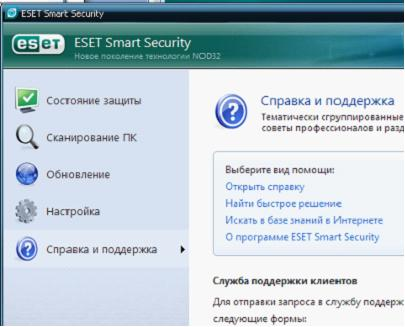 ESET Smart Security
eset ESET Smart Security
Новое поколение технологии NOD32
Состояние защиты
Сканирование ПК
Обновление
Настройка
Справка и поддержка
Справка и поддержка
Тематически сгруппированные
советы профессионалов и разд
Выберите вид помощи:
Открыть справку
Найти быстрое решение
Искать в базе знаний в Интернете
О программе ESET Smart Security
Служба поддержки клиентов
Для отправки запроса в службу поддерж
следующие формы: